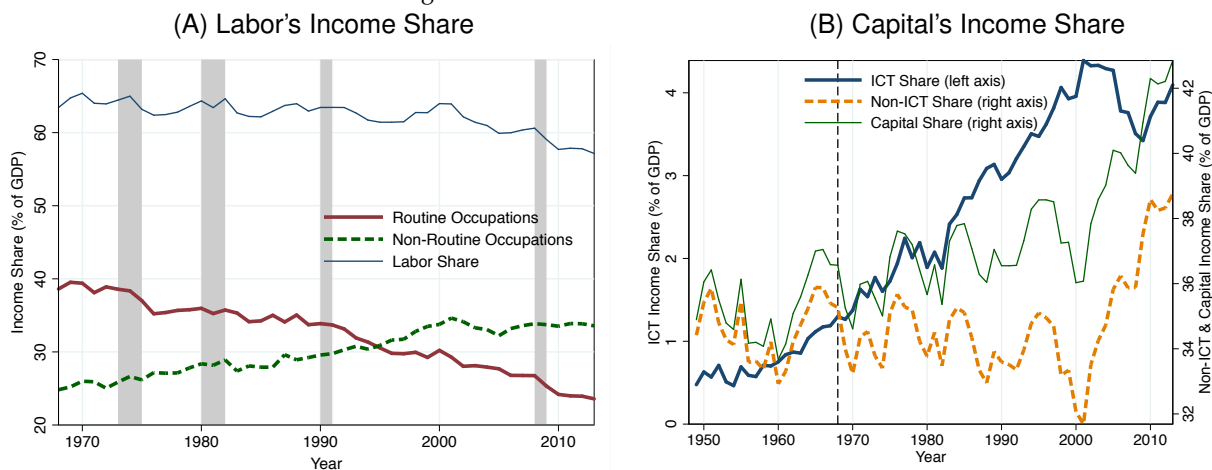 (A) Labor's Income Share
Income Share (% of GDP)
70
60
50
40
30
20
Routine Occupations
Non-Routine Occupations
Labor Share
1970 1980 1990 2000 2010
Year
(B) Capital's Income Share
ICT Income Share (% of GDP)
4
3
2
1
0
ICT Share (left axis)
Non-ICT Share (right axis)
Capital Share (right axis)
42
40
38
36
34
32
Non-ICT & Capital Income Share (% of GDP)
1950 1960 1970 1980 1990 2000 2010
Year